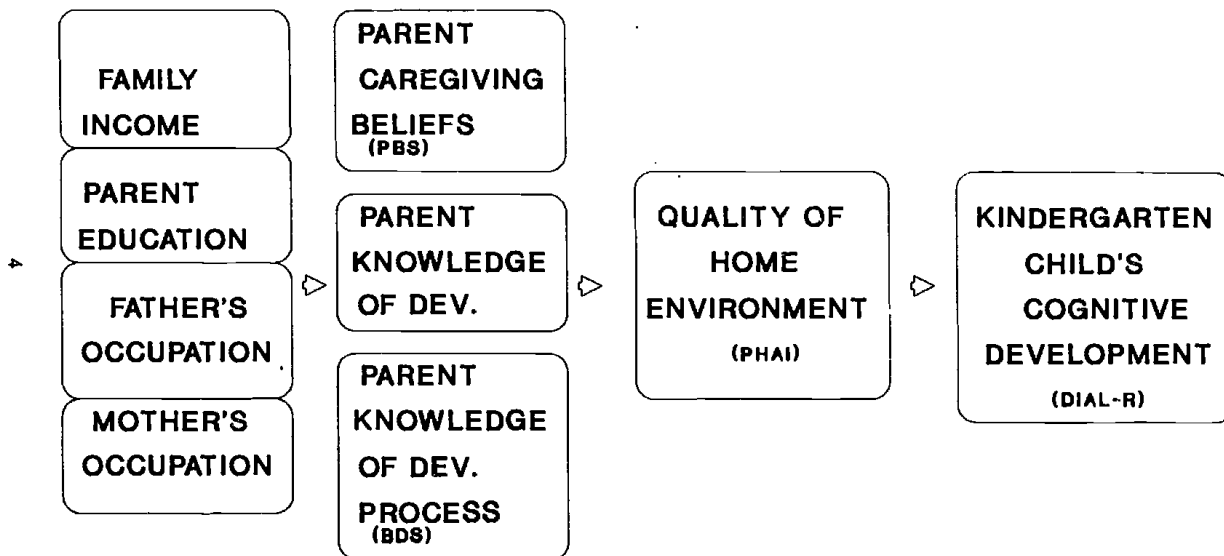 FAMILY
INCOME
PARENT
EDUCATION
FATHER'S
OCCUPATION
MOTHER'S
OCCUPATION
PARENT
CAREGIVING
BELIEFS
(PBS)
PARENT
KNOWLEDGE
OF DEV.
PARENT
KNOWLEDGE
OF DEV.
PROCESS
(BDS)
QUALITY OF
HOME
ENVIRONMENT
(PHAI)
KINDERGARTEN
CHILD'S
COGNITIVE
DEVELOPMENT
(DIAL-R)
4